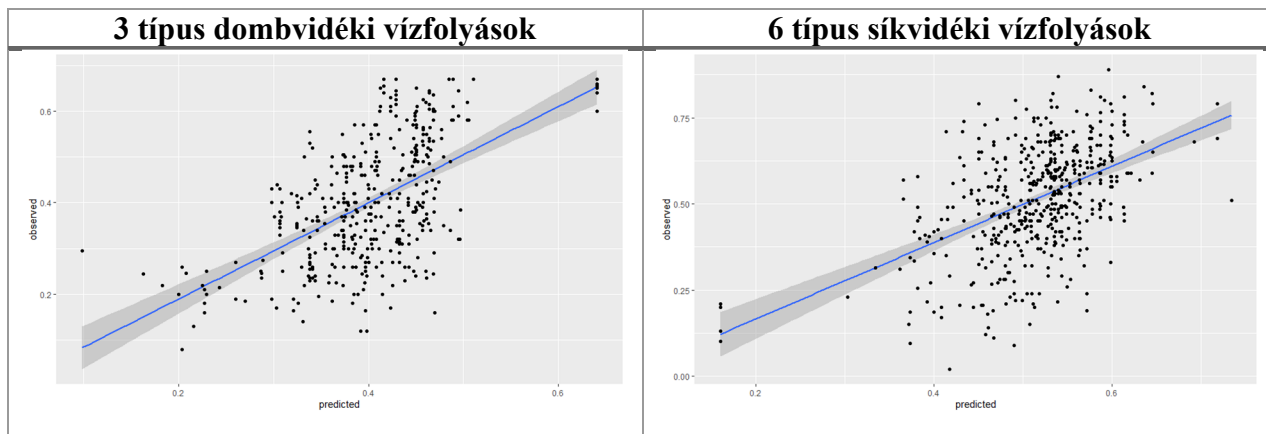 3 típus dombvidéki vízfolyások
6 típus síkvidéki vízfolyások
0.6
0.4
0.2
observed
0.2
0.4
0.6
predicted
0.75
0.50
0.25
0.00
observed
0.2
0.4
0.6
predicted